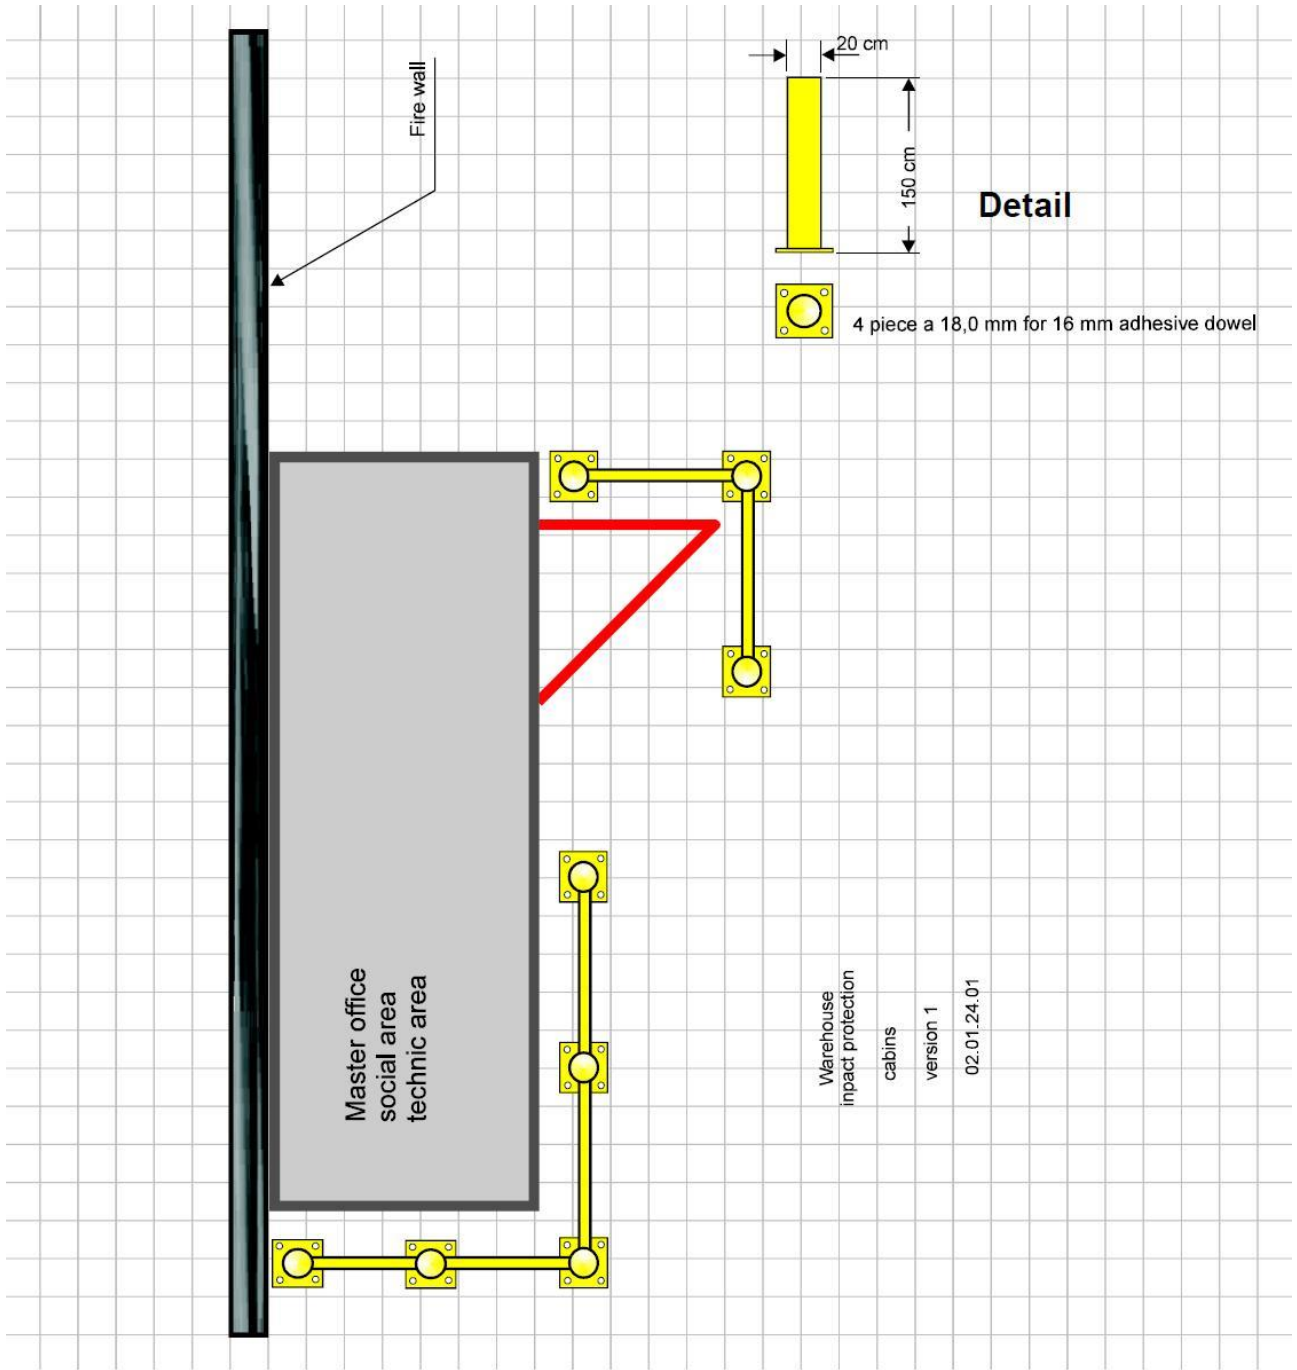 20 cm
Fire wall
150 cm
Detail
4 piece a 18,0 mm for 16 mm adhesive dowel
Master office
social area
technic area
Warehouse
inpact protection
cabins
version 1
02.01.24.01